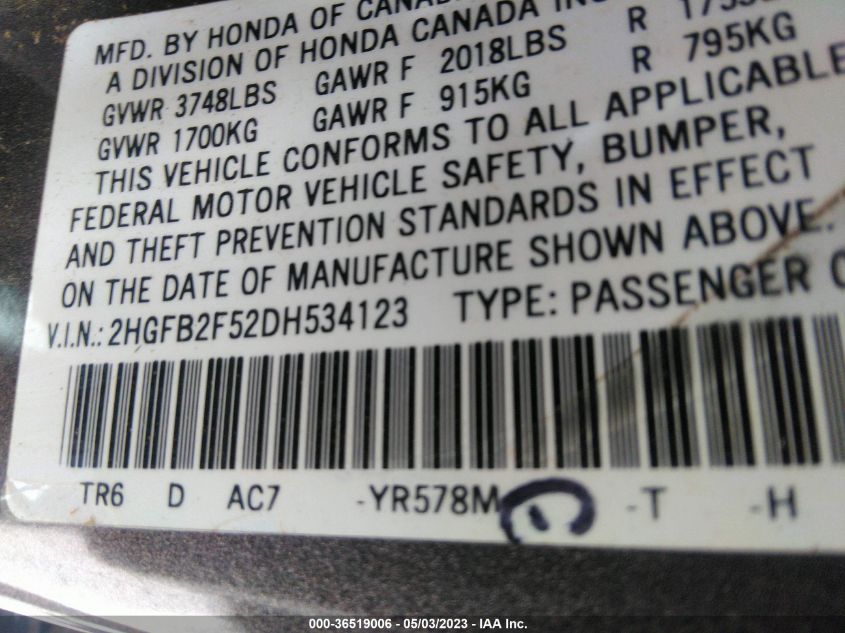 MFD. BY HONDA OF CANADA
A DIVISION OF HONDA CANADA INC
GVWR 3748LBS GAWR F 2018LBS R
GVWR 1700KG GAWR F 915KG R 795KG
THIS VEHICLE CONFORMS TO ALL APPLICABLE
FEDERAL MOTOR VEHICLE SAFETY, BUMPER,
AND THEFT PREVENTION STANDARDS IN EFFECT
ON THE DATE OF MANUFACTURE SHOWN ABOVE.
V.I.N.: 2HGFB2F52DH534123 TYPE: PASSENGER C
TR6 D AC7 -YR578M -T -H
000-36519006 - 05/03/2023 - IAA Inc.